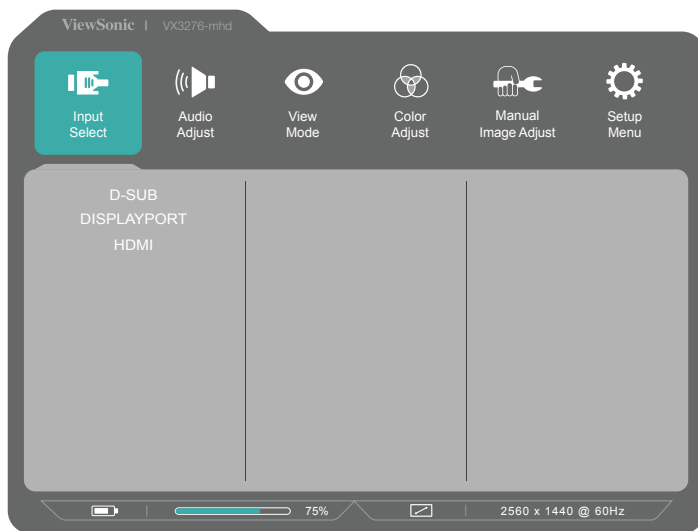 ViewSonic | VX3276-mhd
Input
Select
Audio
Adjust
View
Mode
Color
Adjust
Manual
Image Adjust
Setup
Menu
D-SUB
DISPLAYPORT
HDMI
75%
2560 x 1440 @ 60Hz